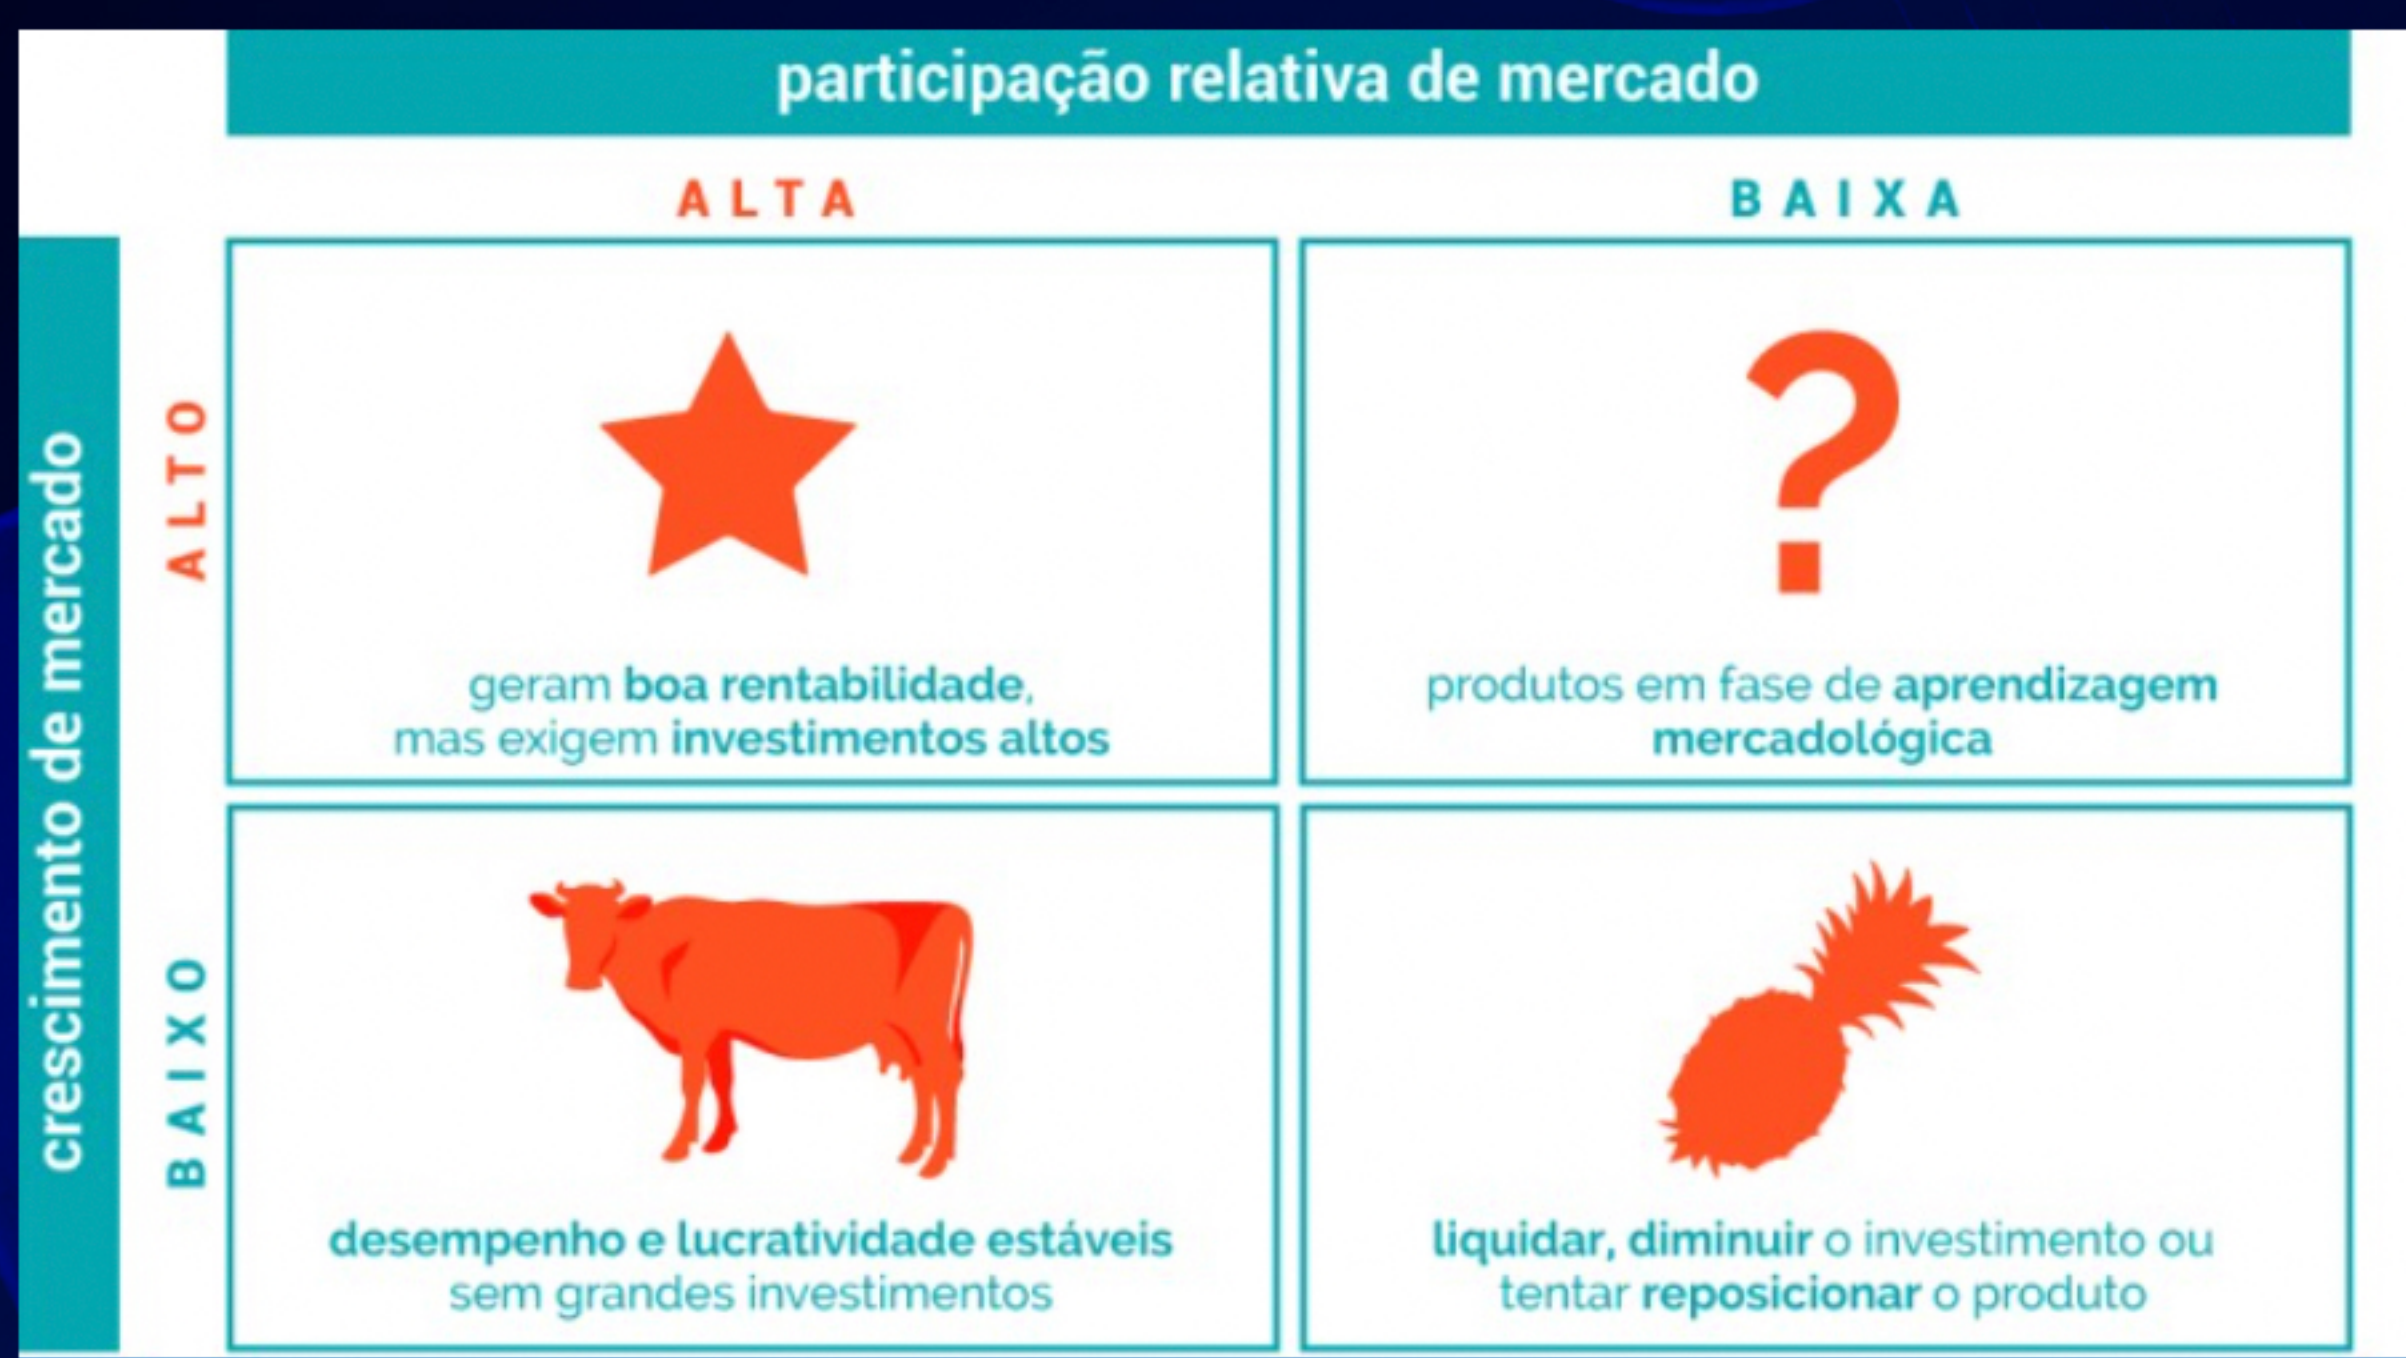 participação relativa de mercado
ALTA
BAIXA
crescimento de mercado
ALTO
?
geram boa rentabilidade,
mas exigem investimentos altos
produtos em fase de aprendizagem
mercadológica
BAIXO
desempenho e lucratividade estáveis
sem grandes investimentos
liquidar, diminuir o investimento ou
tentar reposicionar o produto